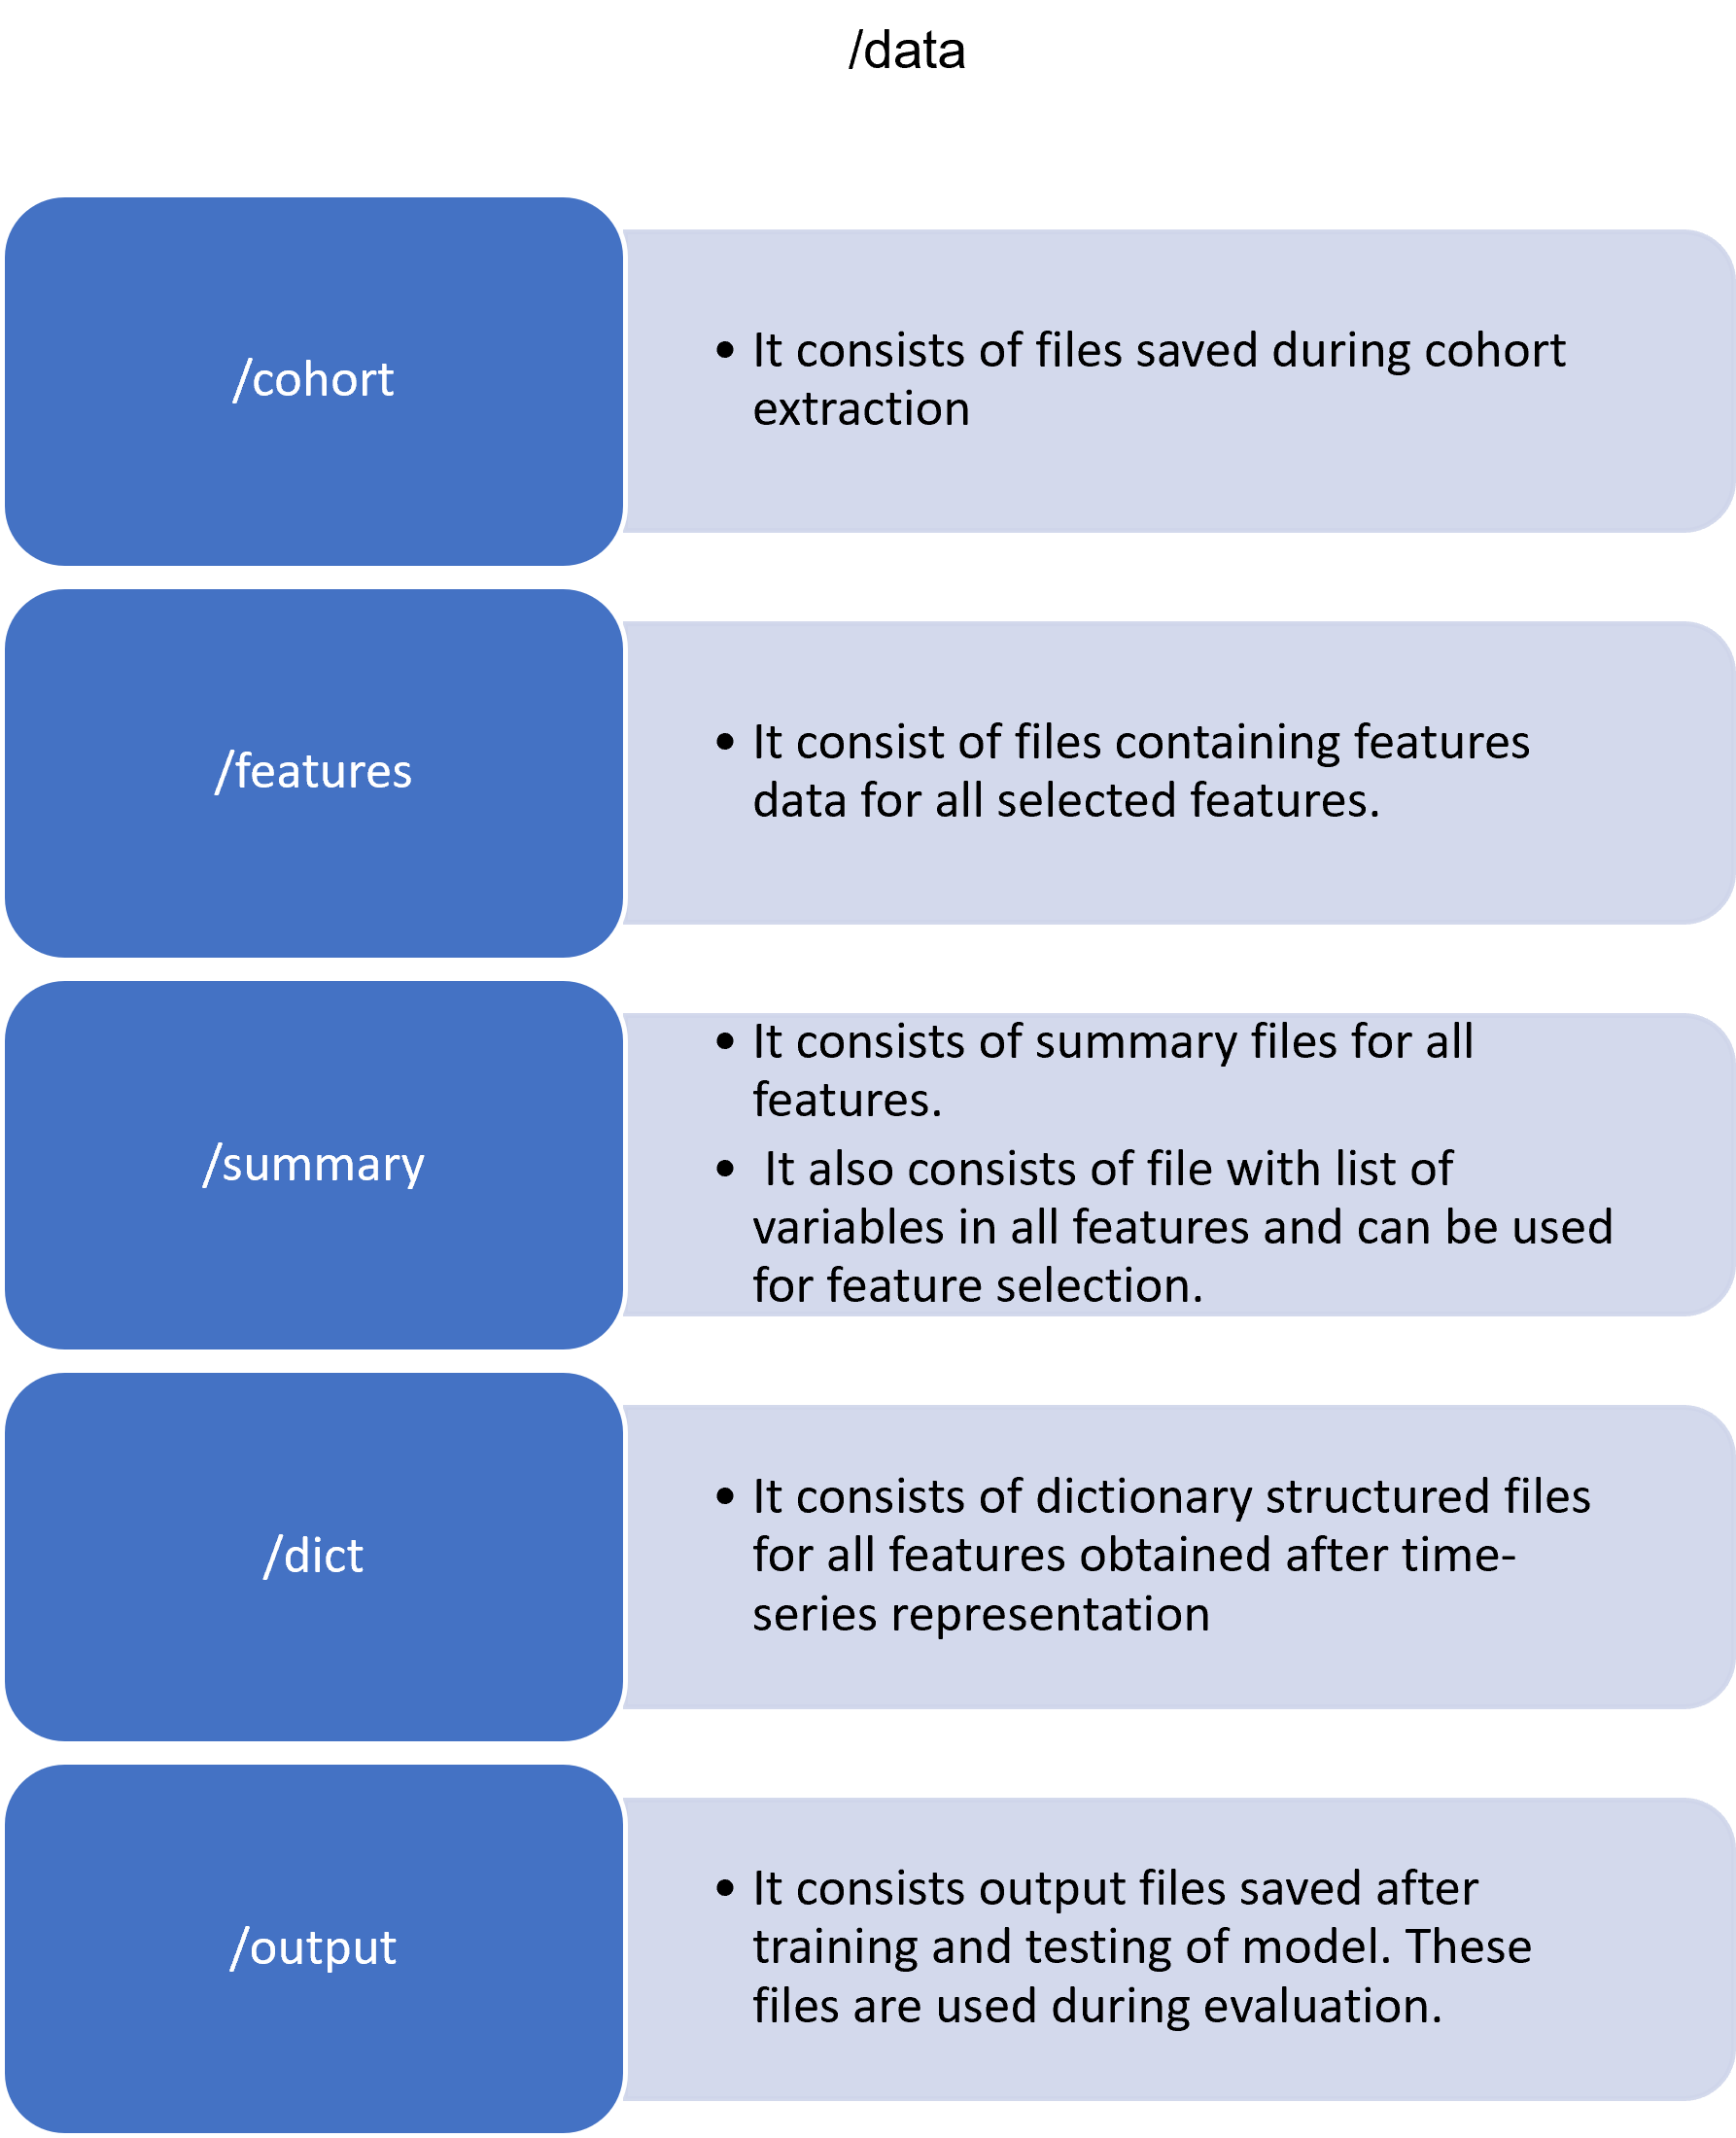 /data
/cohort
• It consists of files saved during cohort
extraction
/features
• It consist of files containing features
data for all selected features.
/summary
• It consists of summary files for all
features.
• It also consists of file with list of
variables in all features and can be used
for feature selection.
/dict
• It consists of dictionary structured files
for all features obtained after time-
series representation
/output
• It consists output files saved after
training and testing of model. These
files are used during evaluation.